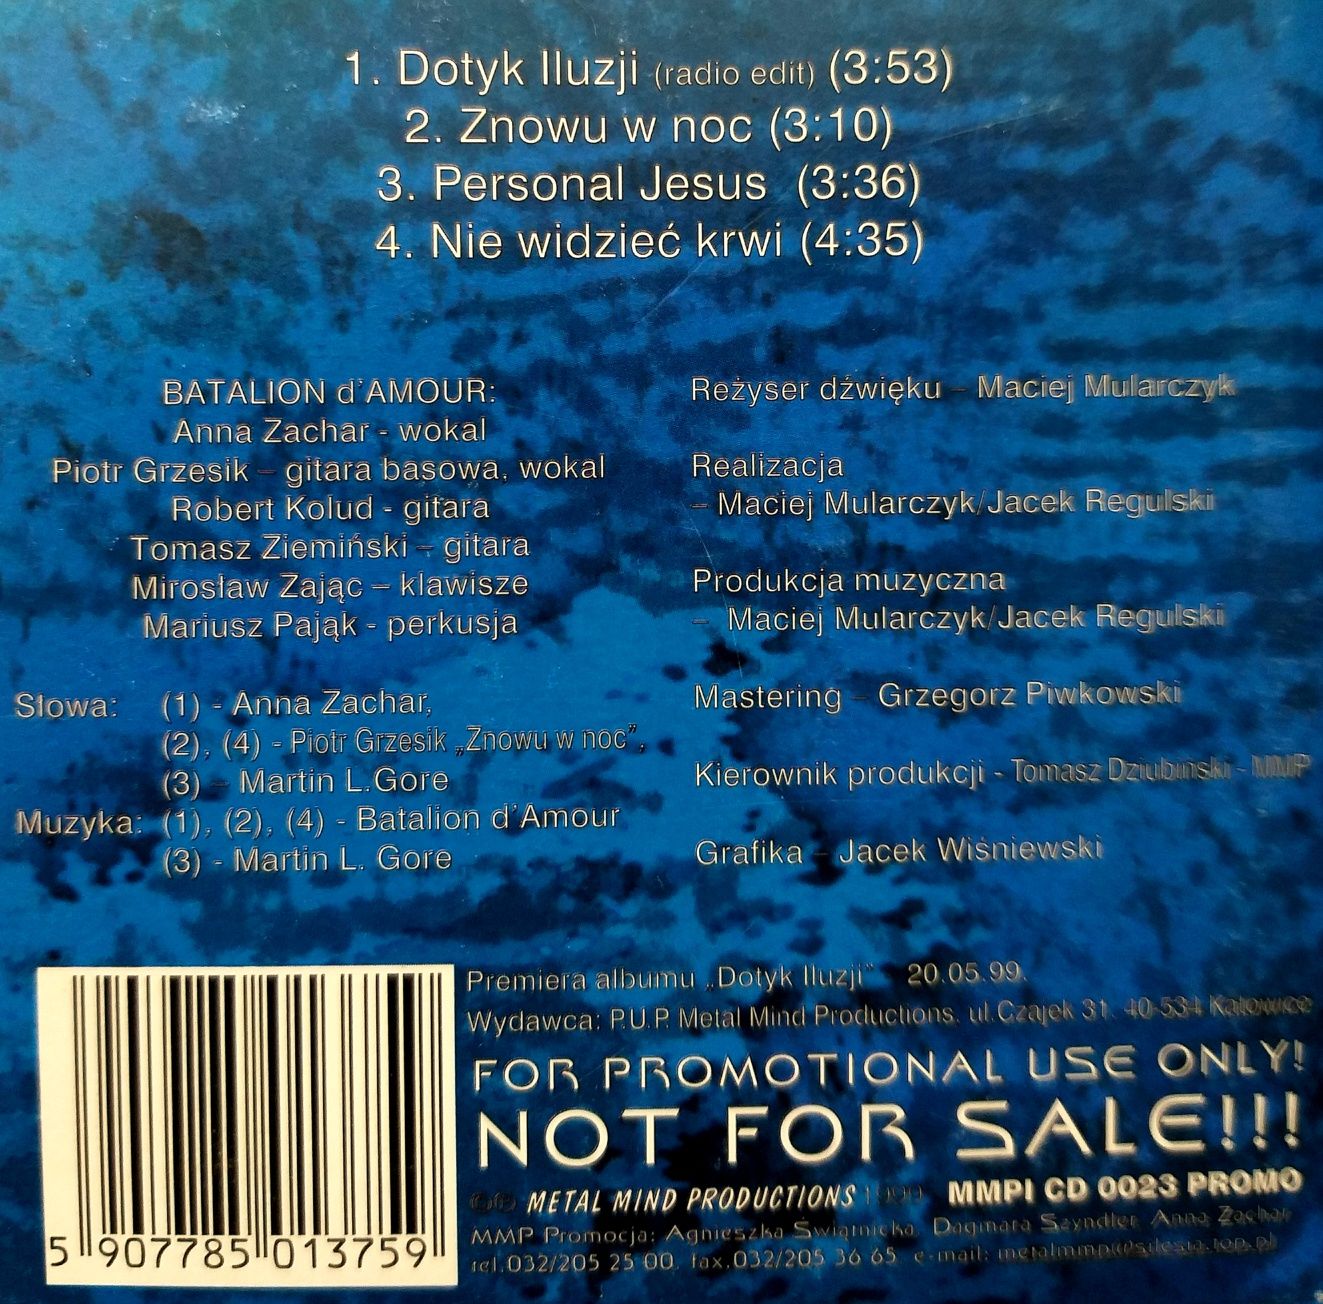 1. Dotyk Iluzji (radio edit) (3:53)
2. Znowu w noc (3:10)
3. Personal Jesus (3:36)
4. Nie widzieć krwi (4:35)
BATALION d'AMOUR:
Anna Zachar - wokal
Piotr Grzesik – gitara basowa, wokal
Robert Kolud - gitara
Tomasz Ziemiński – gitara
Mirosław Zając – klawisze
Mariusz Pająk - perkusja
Słowa: (1) - Anna Zachar,
(2), (4) - Piotr Grzesik „Znowu w noc”,
(3) – Martin L.Gore
Muzyka: (1), (2), (4) - Batalion d'Amour
(3) - Martin L. Gore
Reżyser dźwięku – Maciej Mularczyk
Realizacja
– Maciej Mularczyk/Jacek Regulski
Produkcja muzyczna
– Maciej Mularczyk/Jacek Regulski
Mastering – Grzegorz Piwkowski
Kierownik produkcji - Tomasz Dziubiński - MMP
Grafika – Jacek Wiśniewski
Premiera albumu „Dotyk Iluzji” 20.05.99.
Wydawca: P.U.P. Metal Mind Productions, ul.Czajek 31, 40-534 Katowice
FOR PROMOTIONAL USE ONLY!
NOT FOR SALE!!!
METAL MIND PRODUCTIONS 1999 MMPI CD 0023 PROMO
MMP Promocja: Agnieszka Świątnicka, Dagmara Szyndler, Anna Zachar
tel.032/205 25 00, fax.032/205 36 65 e-mail: metalmmp@silesia.top.pl
5 907785 013759